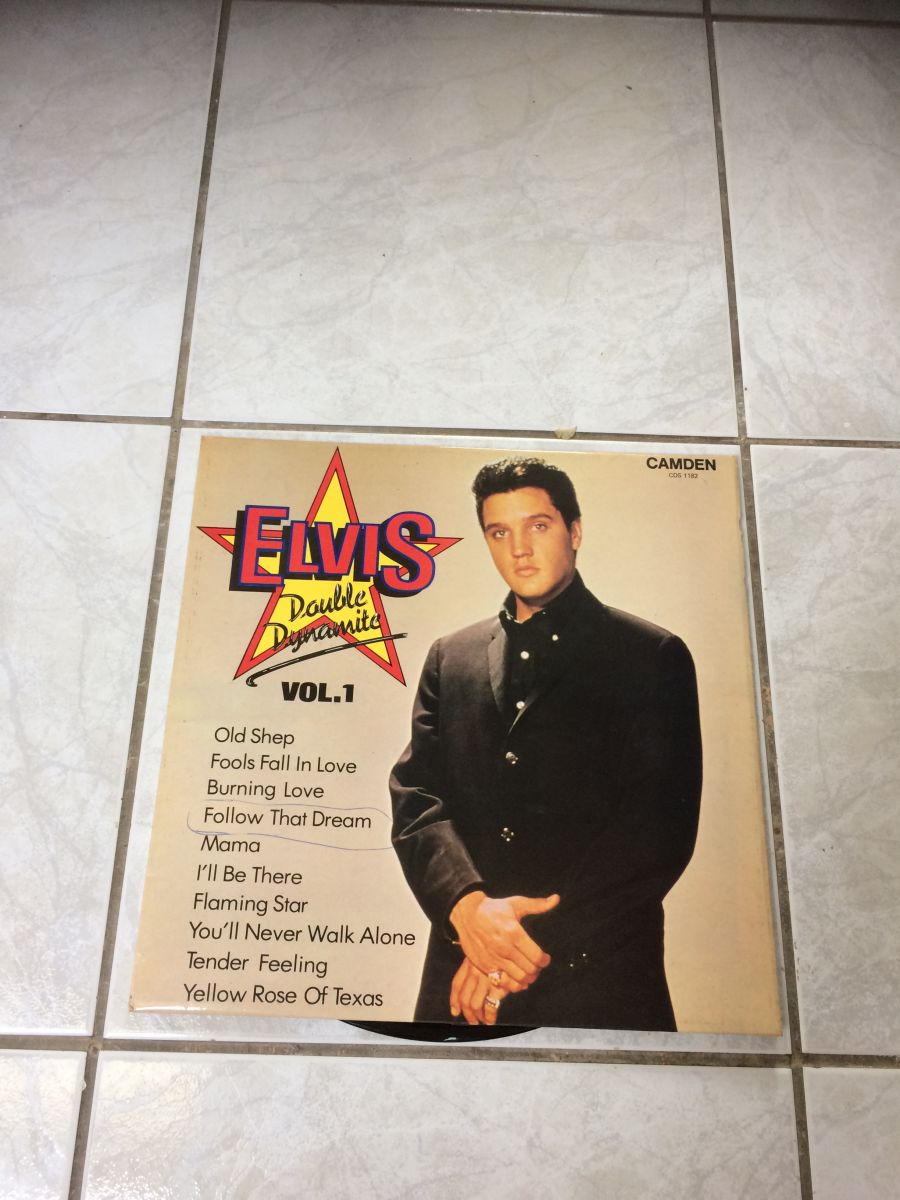 CAMDEN
CDS 1182
ELVIS
Double
Dynamite
VOL.1
Old Shep
Fools Fall In Love
Burning Love
Follow That Dream
Mama
I'll Be There
Flaming Star
You'll Never Walk Alone
Tender Feeling
Yellow Rose Of Texas